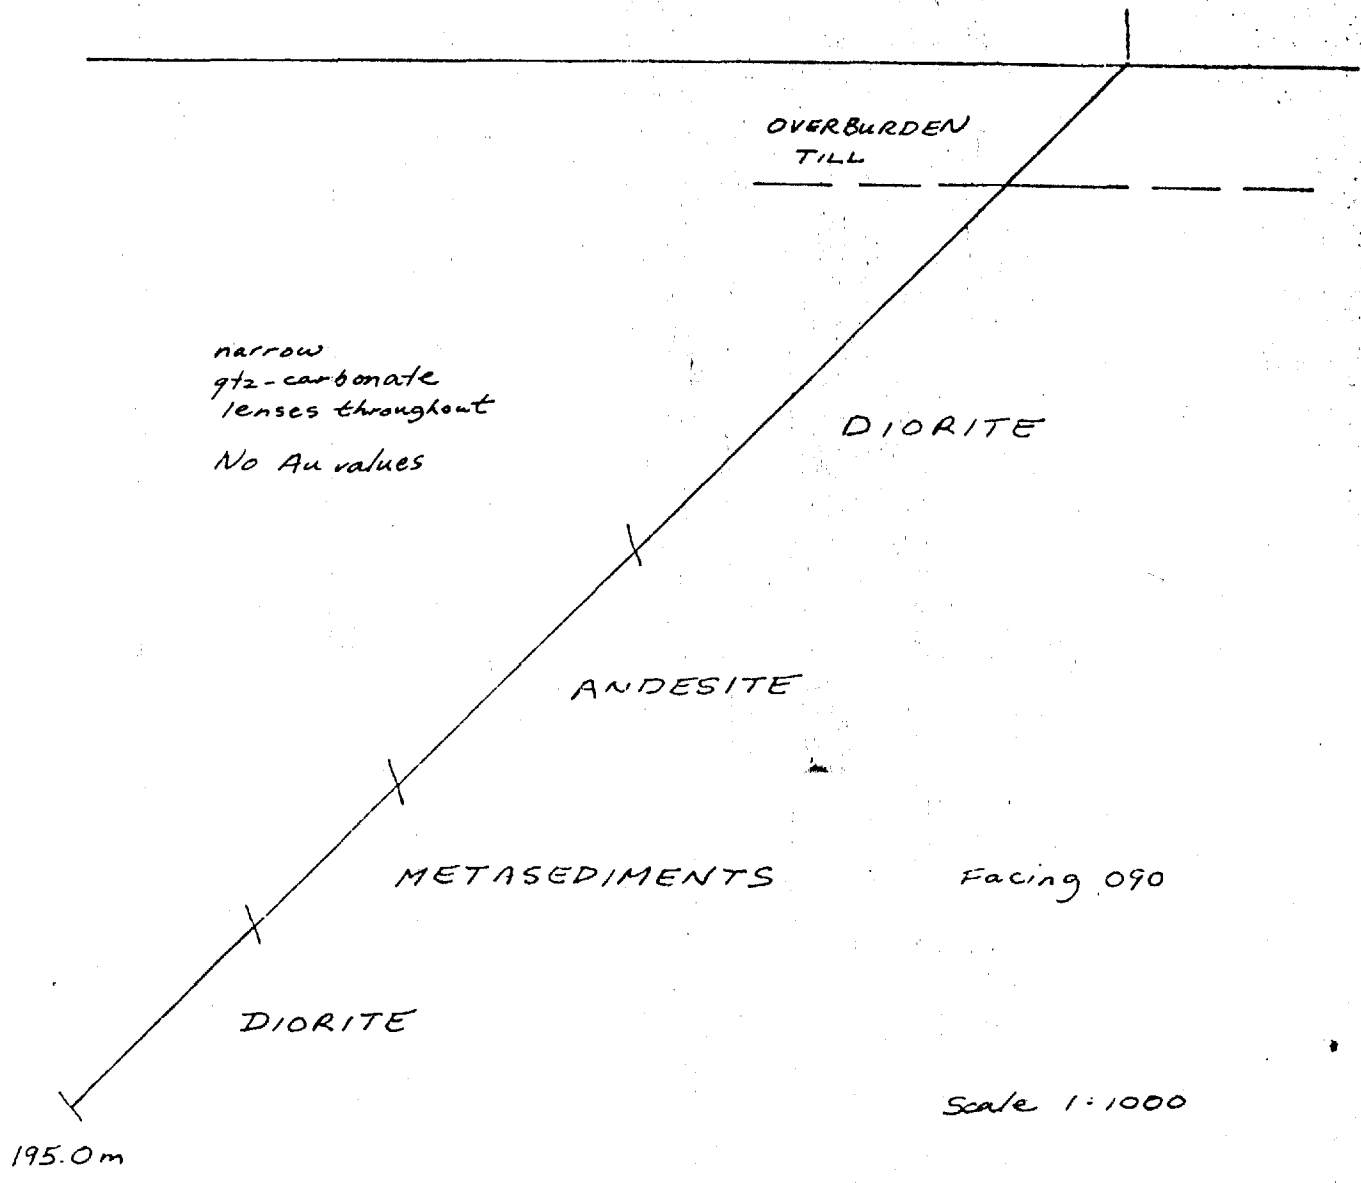 OVERBURDEN
TILL
narrow
qtz-carbonate
lenses throughout
No Au values
DIORITE
ANDESITE
METASEDIMENTS
Facing 090
DIORITE
Scale 1:1000
195.0m